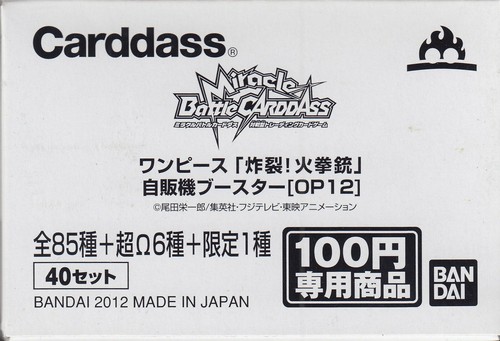 Carddass®
Miracle
Battle CARDDASS
ミラクルバトルカードダス
ワンピース「炸裂!火拳銃」
自販機ブースター[OP12]
©尾田栄一郎/集英社・フジテレビ・東映アニメーション
全85種+超Ω6種+限定1種
40セット
100円
専用商品
BAN
DAI
BANDAI 2012 MADE IN JAPAN